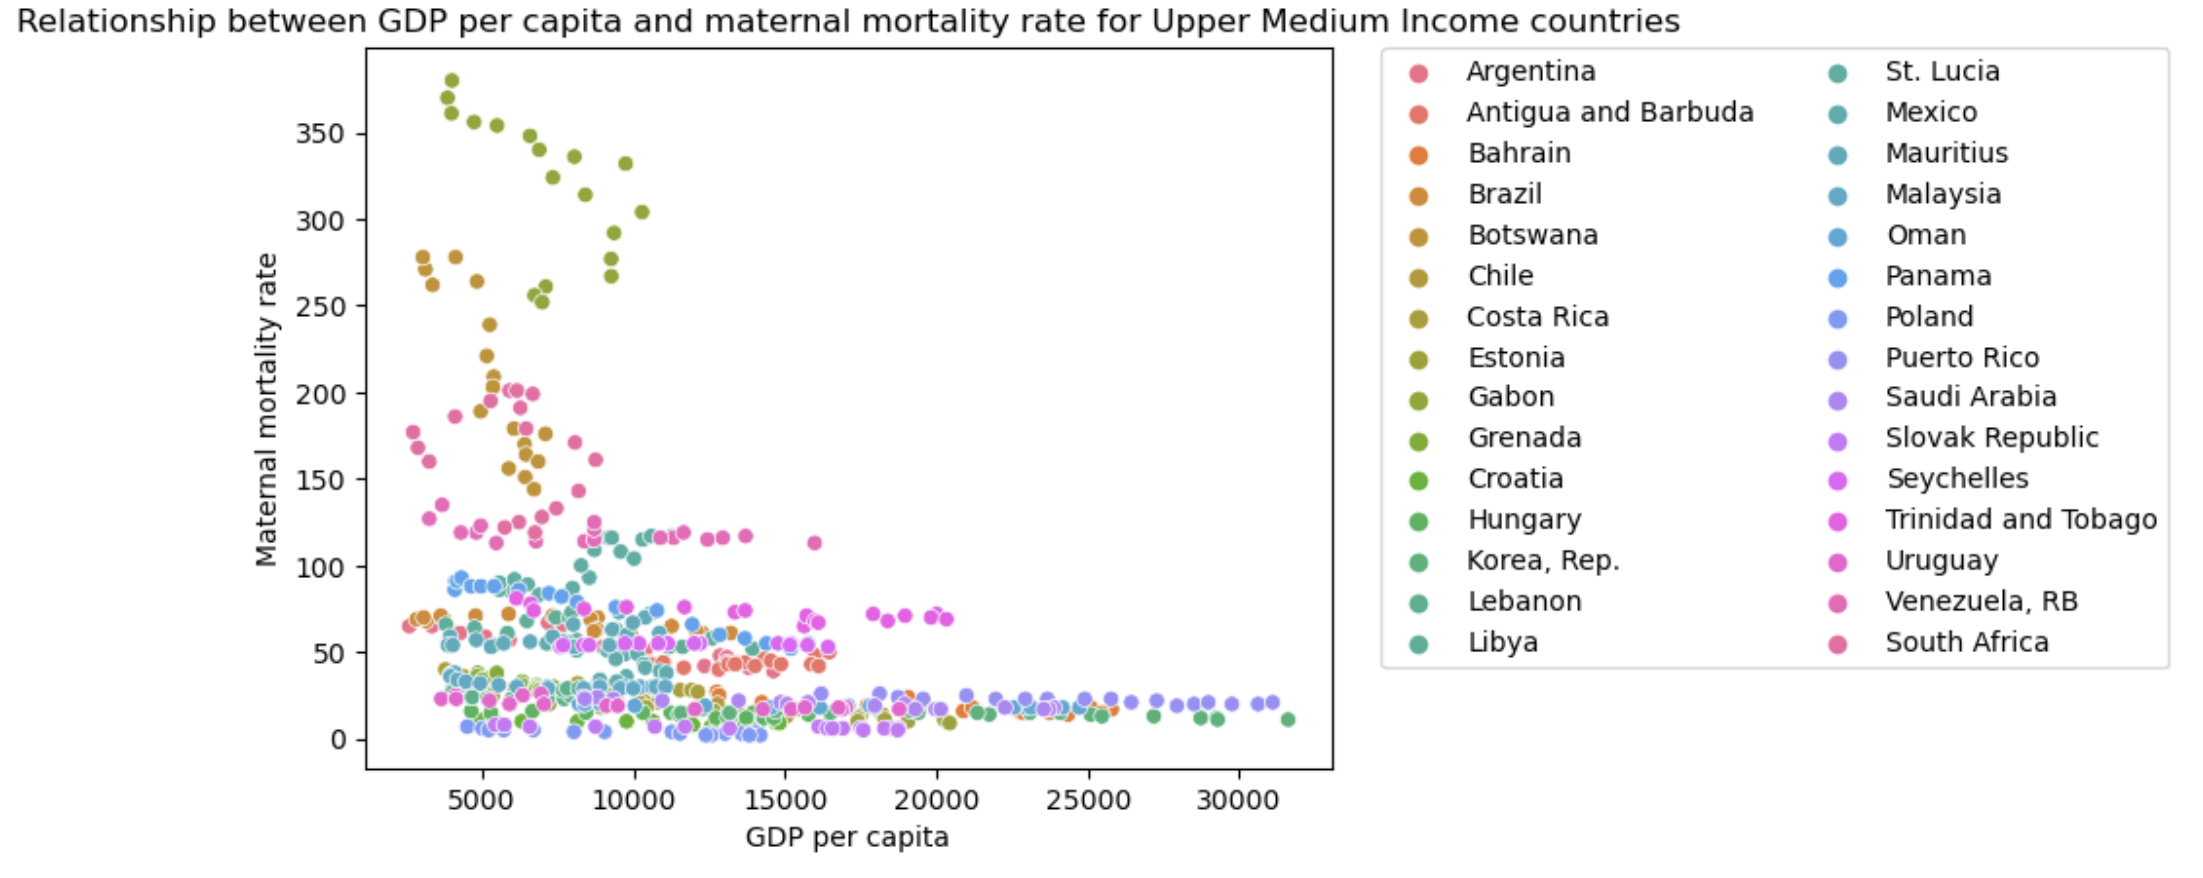 Relationship between GDP per capita and maternal mortality rate for Upper Medium Income countries
Maternal mortality rate
350
300
250
200
150
100
50
0
5000
10000
15000
20000
25000
30000
GDP per capita
Argentina
Antigua and Barbuda
Bahrain
Brazil
Botswana
Chile
Costa Rica
Estonia
Gabon
Grenada
Croatia
Hungary
Korea, Rep.
Lebanon
Libya
St. Lucia
Mexico
Mauritius
Malaysia
Oman
Panama
Poland
Puerto Rico
Saudi Arabia
Slovak Republic
Seychelles
Trinidad and Tobago
Uruguay
Venezuela, RB
South Africa